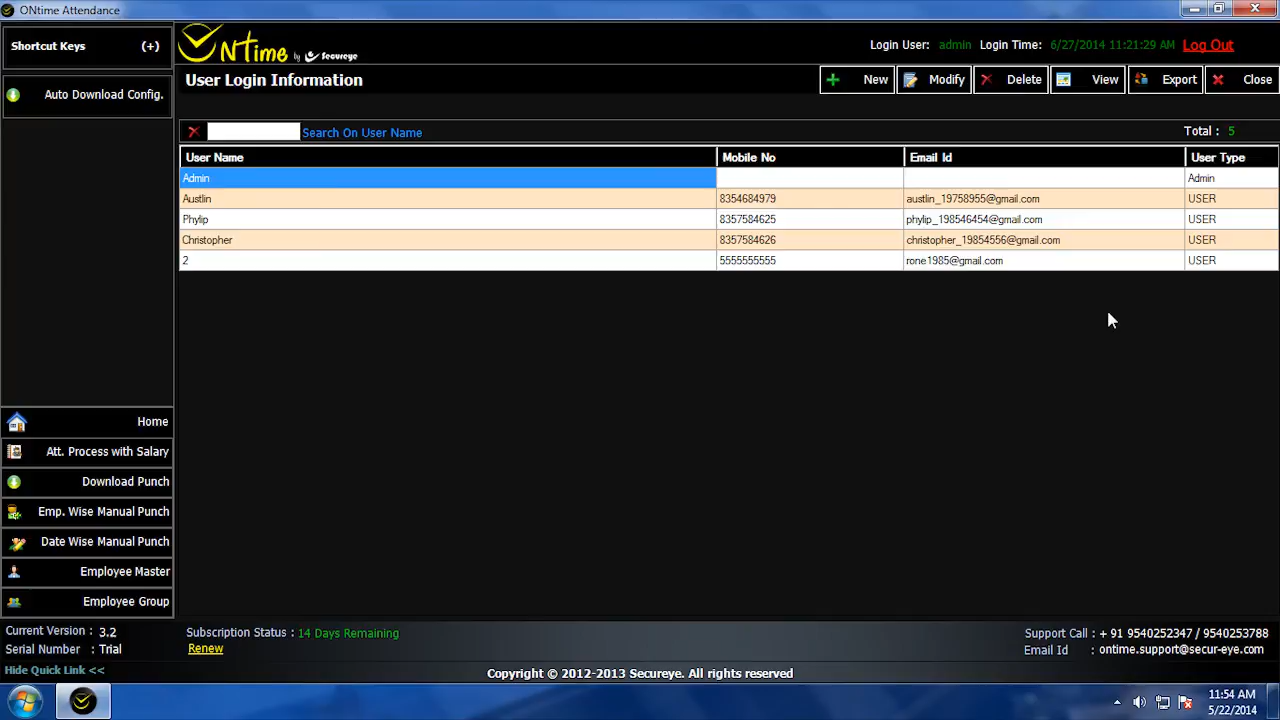 ONtime Attendance
Shortcut Keys (+)
Auto Download Config.
ONTime by Secureye
Login User: admin Login Time: 6/27/2014 11:21:29 AM Log Out
User Login Information
New Modify Delete View Export Close
Search On User Name
Total : 5
User Name Mobile No Email Id User Type
Admin Admin
Austlin 8354684979 austlin_19758955@gmail.com USER
Phylip 8357584625 phylip_198546454@gmail.com USER
Christopher 8357584626 christopher_19854556@gmail.com USER
2 5555555555 rone1985@gmail.com USER
Home
Att. Process with Salary
Download Punch
Emp. Wise Manual Punch
Date Wise Manual Punch
Employee Master
Employee Group
Current Version : 3.2
Serial Number : Trial
Hide Quick Link <<
Subscription Status : 14 Days Remaining
Renew
Support Call : + 91 9540252347 / 9540253788
Email Id : ontime.support@secur-eye.com
Copyright © 2012-2013 Secureye. All rights reserved
11:54 AM
5/22/2014